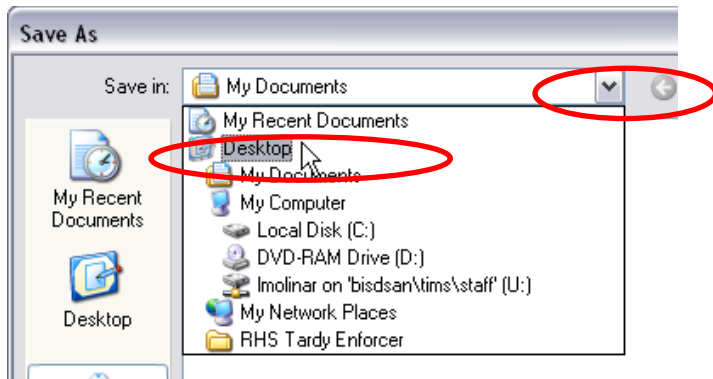 Save As
Save in: My Documents
My Recent Documents
Desktop
My Documents
My Computer
Local Disk (C:)
DVD-RAM Drive (D:)
lmolinar on 'bisdsan\tims\staff' (U:)
My Network Places
RHS Tardy Enforcer
My Recent
Documents
Desktop